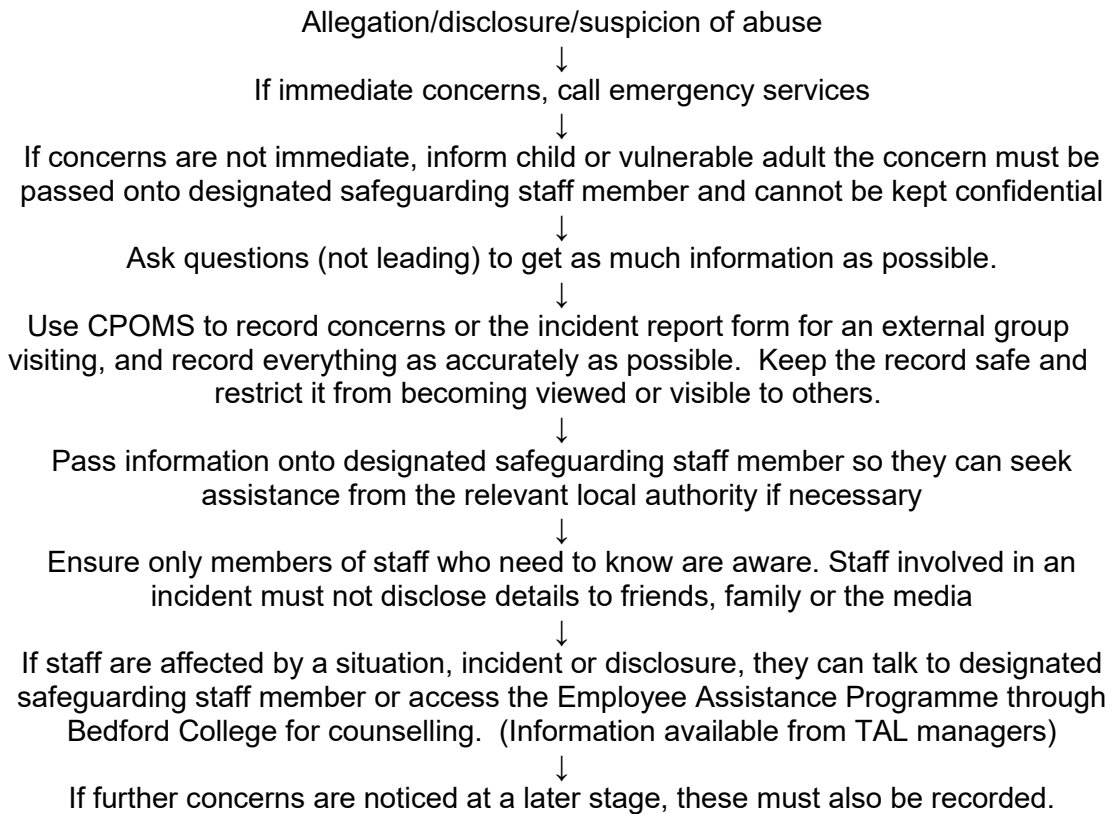 Allegation/disclosure/suspicion of abuse
↓
If immediate concerns, call emergency services
↓
If concerns are not immediate, inform child or vulnerable adult the concern must be
passed onto designated safeguarding staff member and cannot be kept confidential
↓
Ask questions (not leading) to get as much information as possible.
↓
Use CPOMS to record concerns or the incident report form for an external group
visiting, and record everything as accurately as possible.  Keep the record safe and
restrict it from becoming viewed or visible to others.
↓
Pass information onto designated safeguarding staff member so they can seek
assistance from the relevant local authority if necessary
↓
Ensure only members of staff who need to know are aware. Staff involved in an
incident must not disclose details to friends, family or the media
↓
If staff are affected by a situation, incident or disclosure, they can talk to designated
safeguarding staff member or access the Employee Assistance Programme through
Bedford College for counselling.  (Information available from TAL managers)
↓
If further concerns are noticed at a later stage, these must also be recorded.